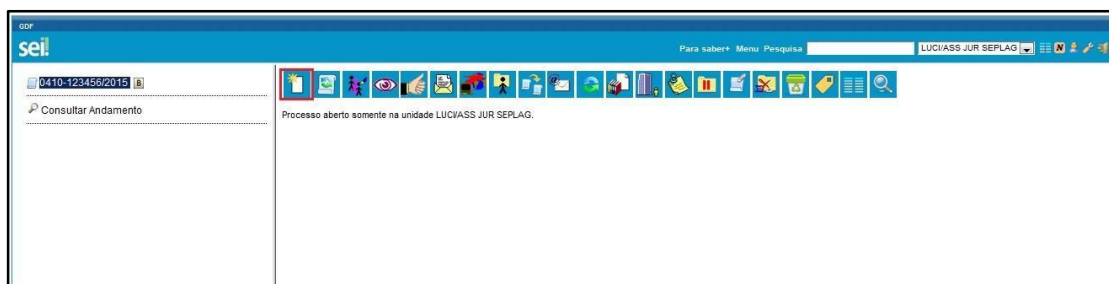 GDF
sei!
Para saber+ Menu Pesquisa LUCI/ASS JUR SEPLAG N
0410-123456/2015 B
Consultar Andamento
Processo aberto somente na unidade LUCI/ASS JUR SEPLAG.